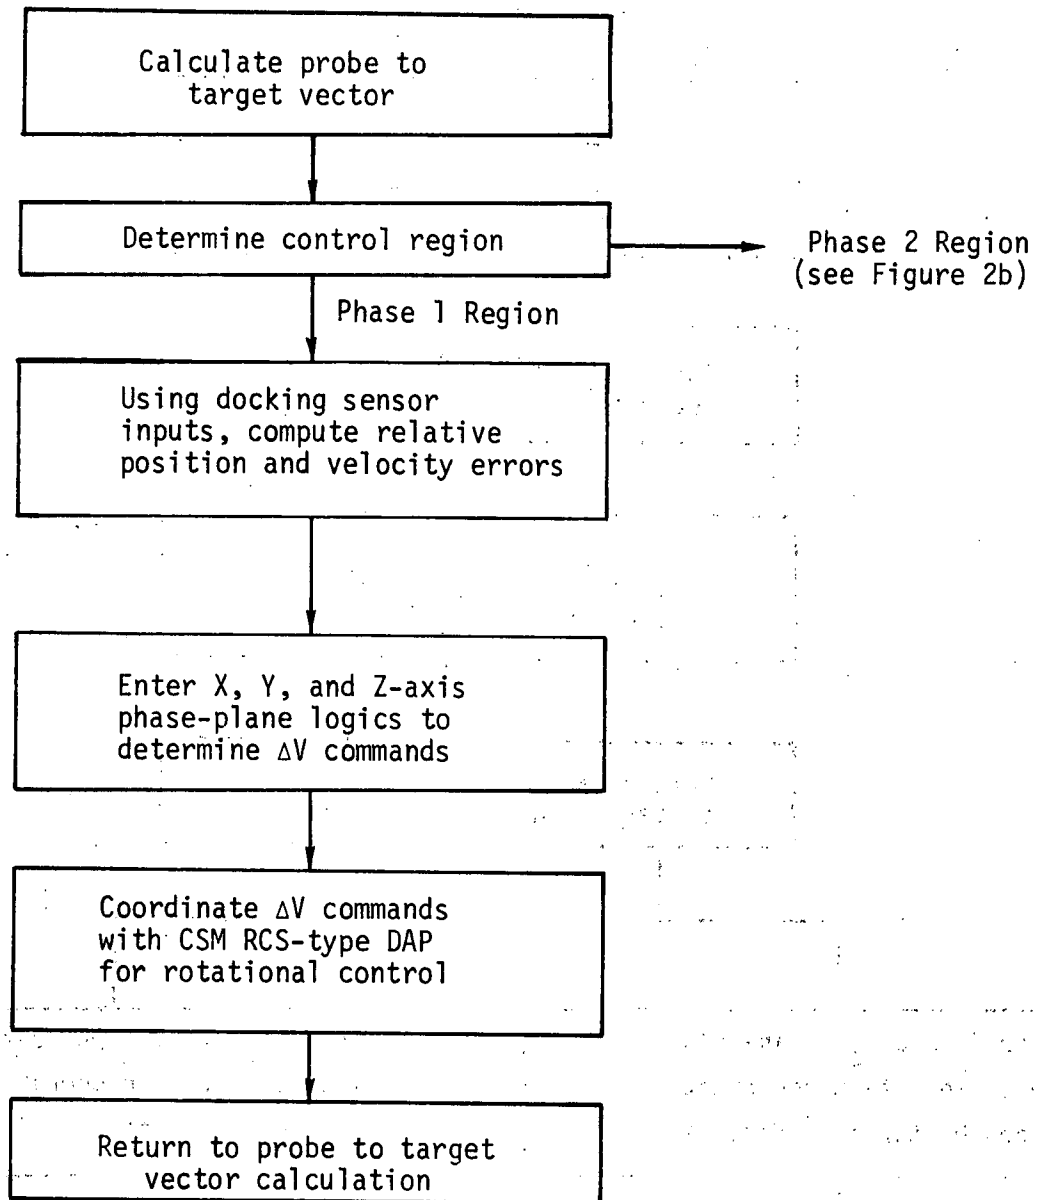 Calculate probe to
target vector
Determine control region
Phase 2 Region
(see Figure 2b)
Phase 1 Region
Using docking sensor
inputs, compute relative
position and velocity errors
Enter X, Y, and Z-axis
phase-plane logics to
determine ΔV commands
Coordinate ΔV commands
with CSM RCS-type DAP
for rotational control
Return to probe to target
vector calculation